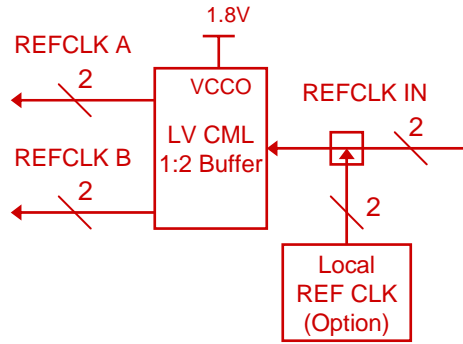 1.8V
REFCLK A
2
VCCO
REFCLK IN
LV CML
1:2 Buffer
2
REFCLK B
2
2
Local
REF CLK
(Option)